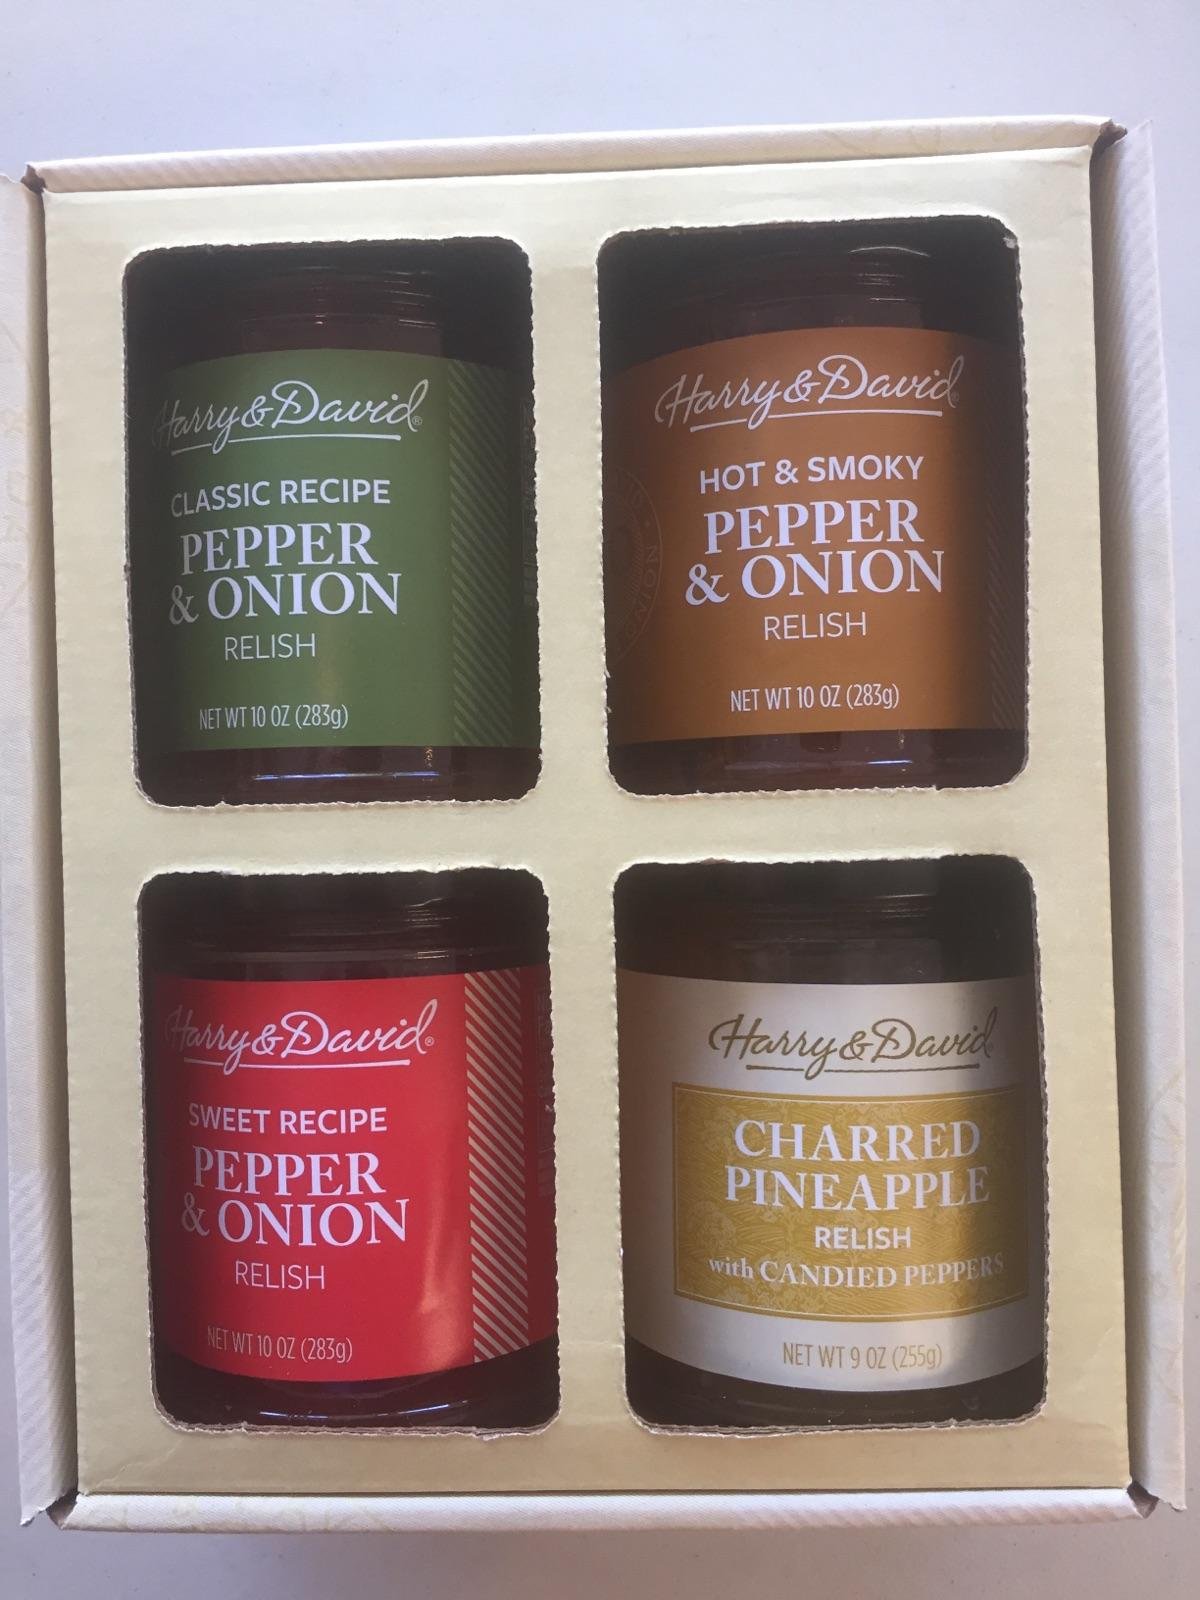 Harry & David®
CLASSIC RECIPE
PEPPER
& ONION
RELISH
NET WT 10 OZ (283g)
Harry & David®
HOT & SMOKY
PEPPER
& ONION
RELISH
NET WT 10 OZ (283g)
Harry & David®
SWEET RECIPE
PEPPER
& ONION
RELISH
NET WT 10 OZ (283g)
Harry & David
CHARRED
PINEAPPLE
RELISH
with CANDIED PEPPERS
NET WT 9 OZ (255g)